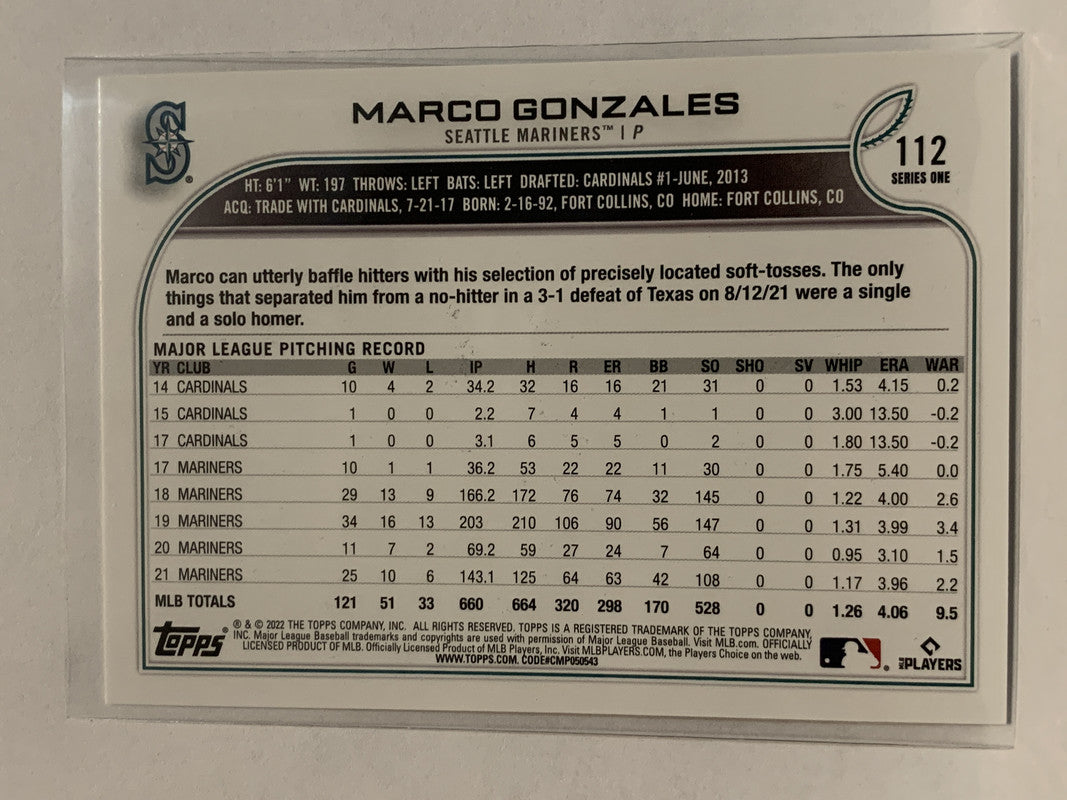 S
MARCO GONZALES
SEATTLE MARINERS™ | P
112
SERIES ONE
HT: 6'1" WT: 197 THROWS: LEFT BATS: LEFT DRAFTED: CARDINALS #1-JUNE, 2013
ACQ: TRADE WITH CARDINALS, 7-21-17 BORN: 2-16-92, FORT COLLINS, CO HOME: FORT COLLINS, CO
Marco can utterly baffle hitters with his selection of precisely located soft-tosses. The only
things that separated him from a no-hitter in a 3-1 defeat of Texas on 8/12/21 were a single
and a solo homer.
MAJOR LEAGUE PITCHING RECORD
YR CLUB G W L IP H R ER BB SO SHO SV WHIP ERA WAR
14 CARDINALS 10 4 2 34.2 32 16 16 21 31 0 0 1.53 4.15 0.2
15 CARDINALS 1 0 0 2.2 7 4 4 1 1 0 0 3.00 13.50 -0.2
17 CARDINALS 1 0 0 3.1 6 5 5 0 2 0 0 1.80 13.50 -0.2
17 MARINERS 10 1 1 36.2 53 22 22 11 30 0 0 1.75 5.40 0.0
18 MARINERS 29 13 9 166.2 172 76 74 32 145 0 0 1.22 4.00 2.6
19 MARINERS 34 16 13 203 210 106 90 56 147 0 0 1.31 3.99 3.4
20 MARINERS 11 7 2 69.2 59 27 24 7 64 0 0 0.95 3.10 1.5
21 MARINERS 25 10 6 143.1 125 64 63 42 108 0 0 1.17 3.96 2.2
MLB TOTALS 121 51 33 660 664 320 298 170 528 0 0 1.26 4.06 9.5
topps
® & © 2022 THE TOPPS COMPANY, INC. ALL RIGHTS RESERVED. TOPPS IS A REGISTERED TRADEMARK OF THE TOPPS COMPANY,
INC. Major League Baseball trademarks and copyrights are used with permission of Major League Baseball. Visit MLB.com. OFFICIALLY
LICENSED PRODUCT OF MLB. Officially Licensed Product of MLB Players, Inc. Visit MLBPLAYERS.COM, the Players Choice on the web.
WWW.TOPPS.COM. CODE#CMP050543
MLB PLAYERS